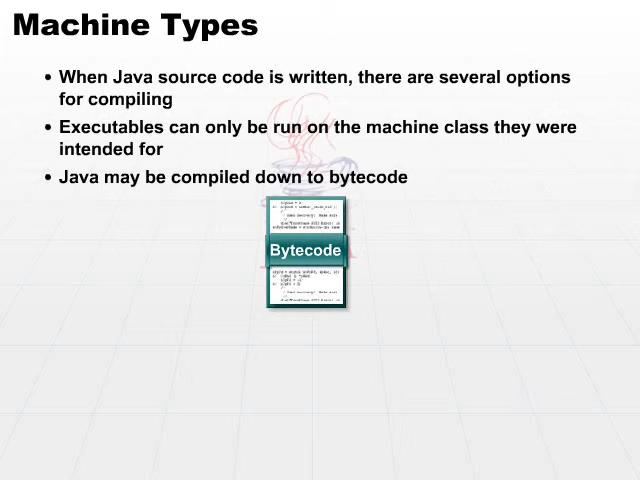 Machine Types
• When Java source code is written, there are several options
for compiling
• Executables can only be run on the machine class they were
intended for
• Java may be compiled down to bytecode
Bytecode